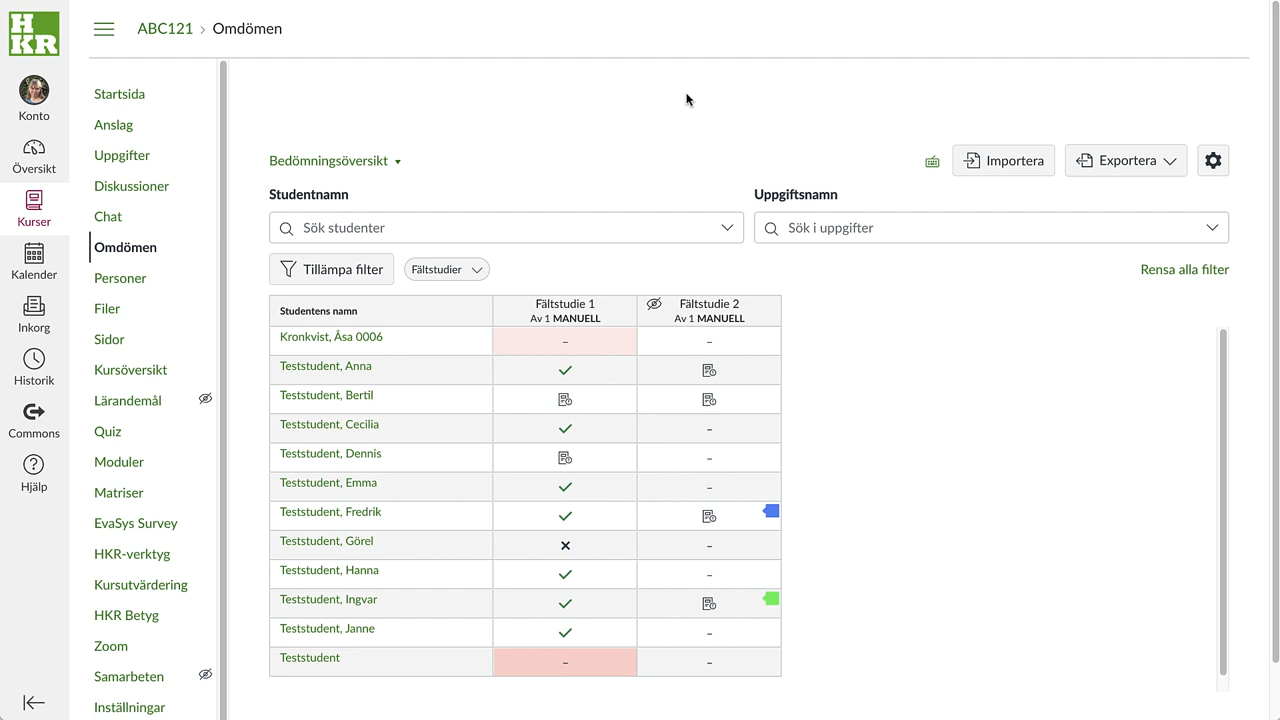 HKR
ABC121 › Omdömen
Konto
Översikt
Kurser
Kalender
Inkorg
Historik
Commons
Hjälp
Startsida
Anslag
Uppgifter
Diskussioner
Chat
Omdömen
Personer
Filer
Sidor
Kursöversikt
Lärandemål
Quiz
Moduler
Matriser
EvaSys Survey
HKR-verktyg
Kursutvärdering
HKR Betyg
Zoom
Samarbeten
Inställningar
Bedömningsöversikt
Importera
Exportera
Studentnamn
Uppgiftsnamn
Sök studenter
Sök i uppgifter
Tillämpa filter
Fältstudier
Rensa alla filter
Studentens namn
Fältstudie 1
Av 1 MANUELL
Fältstudie 2
Av 1 MANUELL
Kronkvist, Åsa 0006 – –
Teststudent, Anna
Teststudent, Bertil
Teststudent, Cecilia –
Teststudent, Dennis –
Teststudent, Emma –
Teststudent, Fredrik
Teststudent, Görel –
Teststudent, Hanna –
Teststudent, Ingvar
Teststudent, Janne –
Teststudent – –